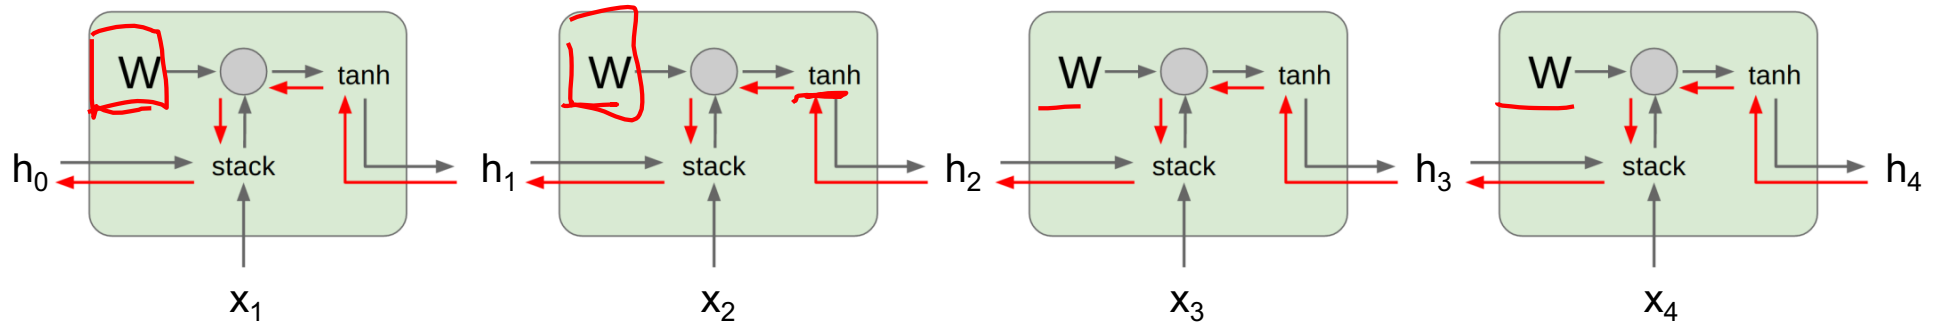 W tanh W tanh W tanh W tanh
h₀ stack h₁ stack h₂ stack h₃ stack h₄
x₁ x₂ x₃ x₄